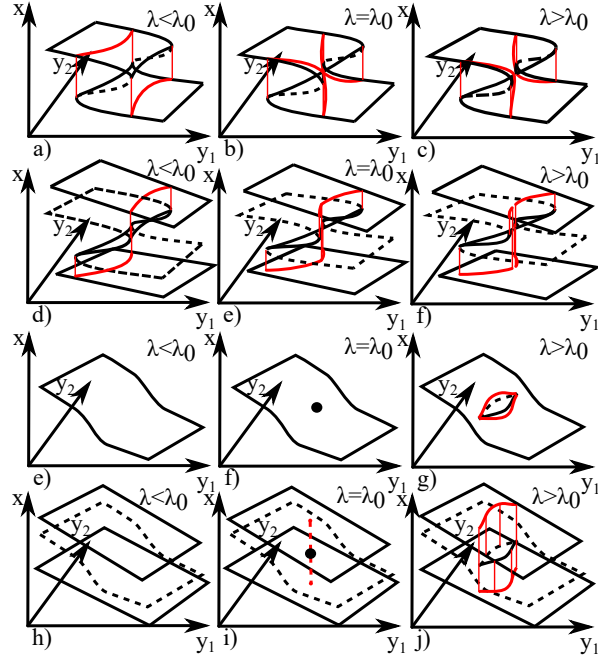 x λ<λ₀ y₂ a) y₁
x λ=λ₀ y₂ b) y₁
x λ>λ₀ y₂ c) y₁
x λ<λ₀ y₂ d) y₁
x λ=λ₀ y₂ e) y₁
x λ>λ₀ y₂ f) y₁
x λ<λ₀ y₂ e) y₁
x λ=λ₀ y₂ f) y₁
x λ>λ₀ y₂ g) y₁
x λ<λ₀ y₂ h) y₁
x λ=λ₀ y₂ i) y₁
x λ>λ₀ y₂ j) y₁